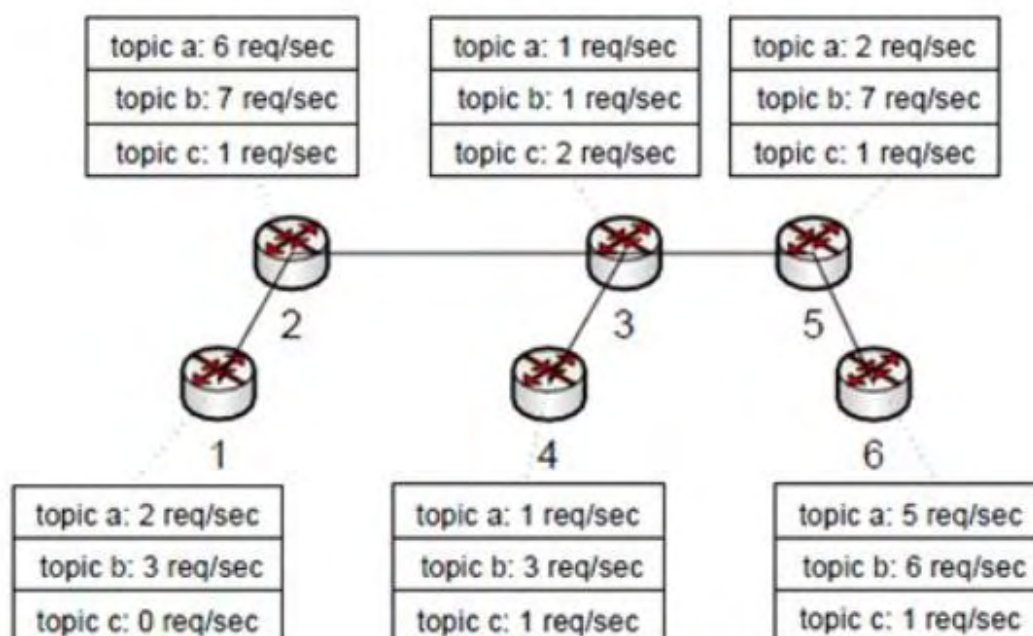 topic a: 6 req/sec
topic b: 7 req/sec
topic c: 1 req/sec
topic a: 1 req/sec
topic b: 1 req/sec
topic c: 2 req/sec
topic a: 2 req/sec
topic b: 7 req/sec
topic c: 1 req/sec
2
3
5
1
4
6
topic a: 2 req/sec
topic b: 3 req/sec
topic c: 0 req/sec
topic a: 1 req/sec
topic b: 3 req/sec
topic c: 1 req/sec
topic a: 5 req/sec
topic b: 6 req/sec
topic c: 1 req/sec